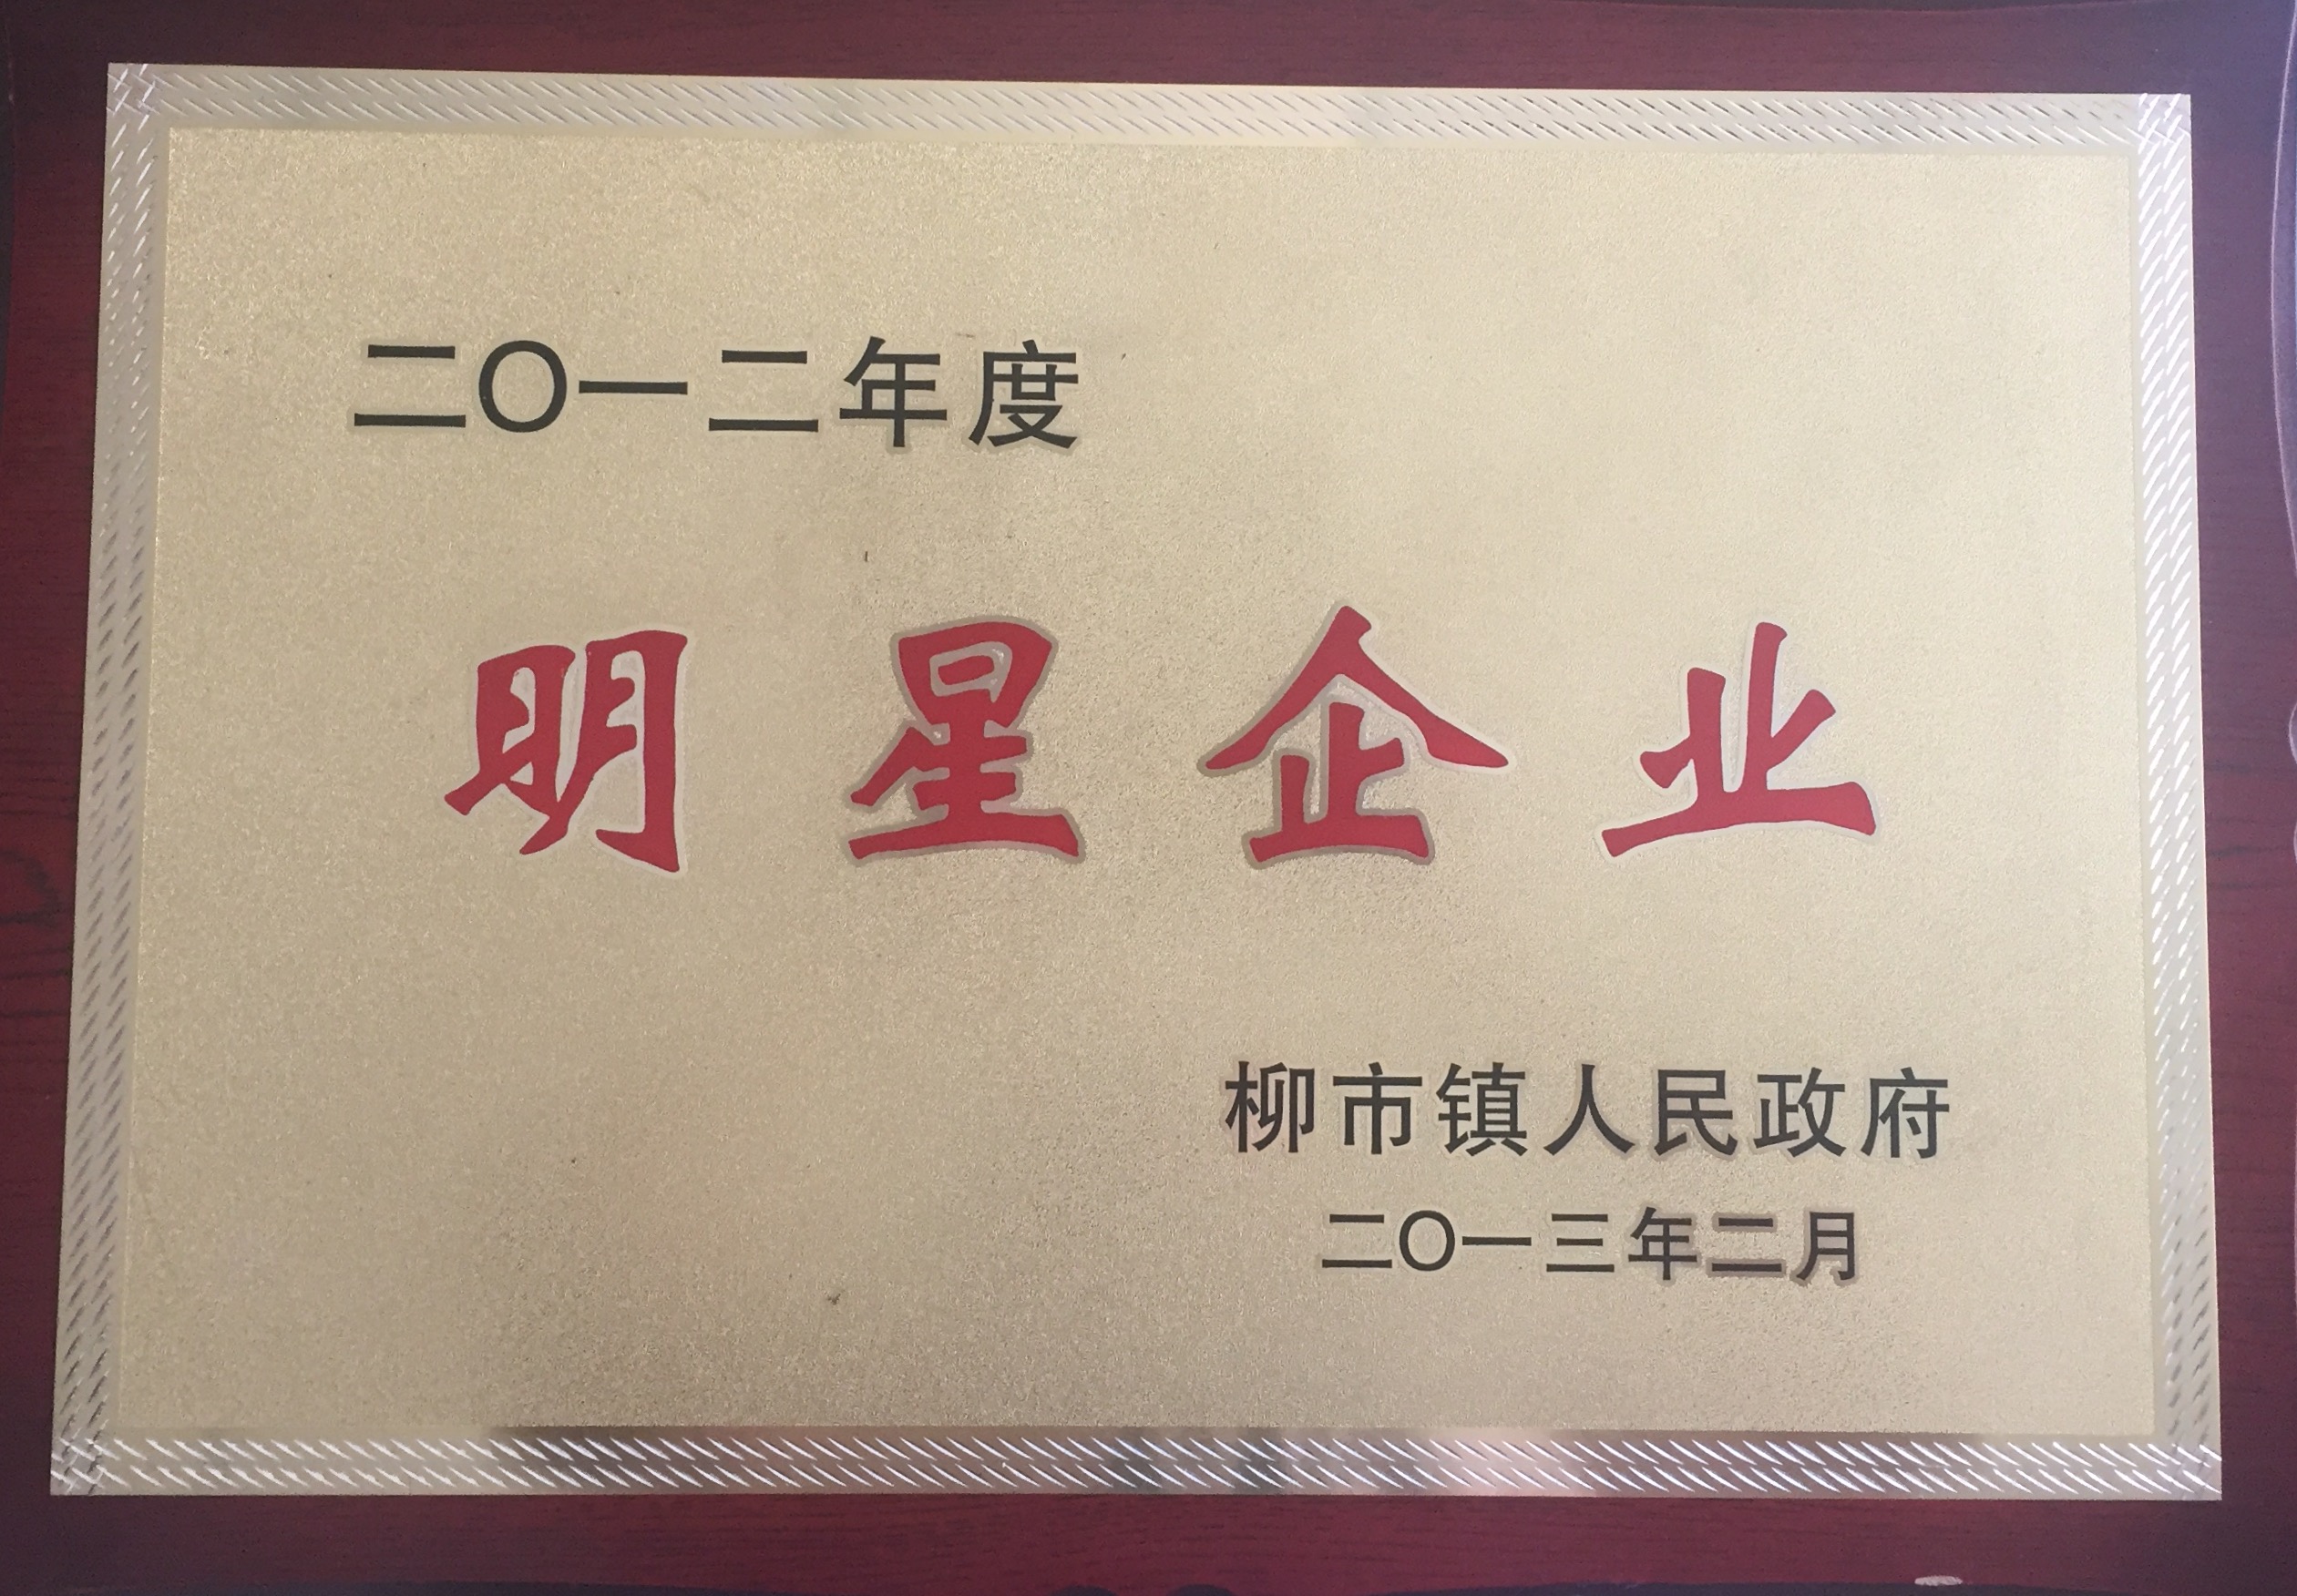 二〇一二年度
明星企业
柳市镇人民政府
二〇一三年二月